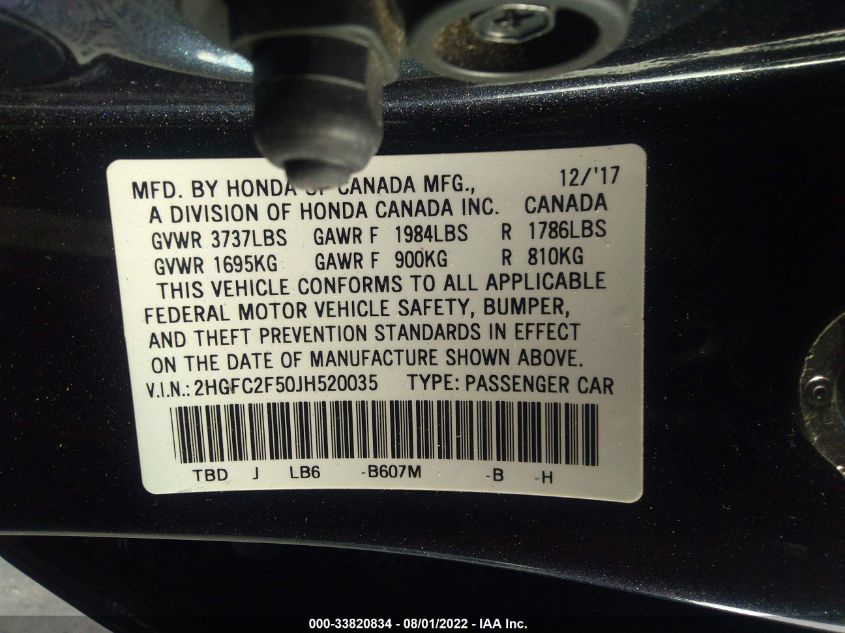 MFD. BY HONDA OF CANADA MFG., 12/'17
A DIVISION OF HONDA CANADA INC. CANADA
GVWR 3737LBS GAWR F 1984LBS R 1786LBS
GVWR 1695KG GAWR F 900KG R 810KG
THIS VEHICLE CONFORMS TO ALL APPLICABLE
FEDERAL MOTOR VEHICLE SAFETY, BUMPER,
AND THEFT PREVENTION STANDARDS IN EFFECT
ON THE DATE OF MANUFACTURE SHOWN ABOVE.
V.I.N.: 2HGFC2F50JH520035 TYPE: PASSENGER CAR
TBD J LB6 -B607M -B -H
000-33820834 - 08/01/2022 - IAA Inc.